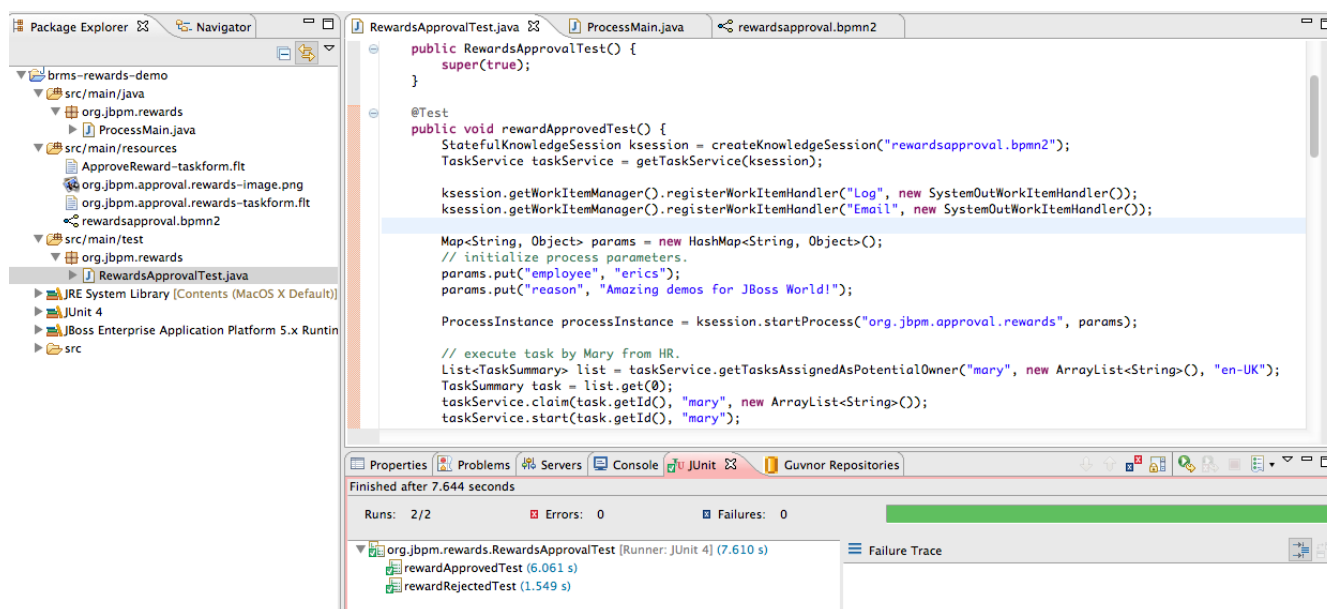 Package Explorer
Navigator
brms-rewards-demo
src/main/java
org.jbpm.rewards
ProcessMain.java
src/main/resources
ApproveReward-taskform.flt
org.jbpm.approval.rewards-image.png
org.jbpm.approval.rewards-taskform.flt
rewardsapproval.bpmn2
src/main/test
org.jbpm.rewards
RewardsApprovalTest.java
JRE System Library [Contents (MacOS X Default)]
JUnit 4
JBoss Enterprise Application Platform 5.x Runtin
src
RewardsApprovalTest.java
ProcessMain.java
rewardsapproval.bpmn2
public RewardsApprovalTest() {
super(true);
}
@Test
public void rewardApprovedTest() {
StatefulKnowledgeSession ksession = createKnowledgeSession("rewardsapproval.bpmn2");
TaskService taskService = getTaskService(ksession);
ksession.getWorkItemManager().registerWorkItemHandler("Log", new SystemOutWorkItemHandler());
ksession.getWorkItemManager().registerWorkItemHandler("Email", new SystemOutWorkItemHandler());
Map<String, Object> params = new HashMap<String, Object>();
// initialize process parameters.
params.put("employee", "erics");
params.put("reason", "Amazing demos for JBoss World!");
ProcessInstance processInstance = ksession.startProcess("org.jbpm.approval.rewards", params);
// execute task by Mary from HR.
List<TaskSummary> list = taskService.getTasksAssignedAsPotentialOwner("mary", new ArrayList<String>(), "en-UK");
TaskSummary task = list.get(0);
taskService.claim(task.getId(), "mary", new ArrayList<String>());
taskService.start(task.getId(), "mary");
Properties
Problems
Servers
Console
JUnit
Guvnor Repositories
Finished after 7.644 seconds
Runs: 2/2
Errors: 0
Failures: 0
org.jbpm.rewards.RewardsApprovalTest [Runner: JUnit 4] (7.610 s)
rewardApprovedTest (6.061 s)
rewardRejectedTest (1.549 s)
Failure Trace